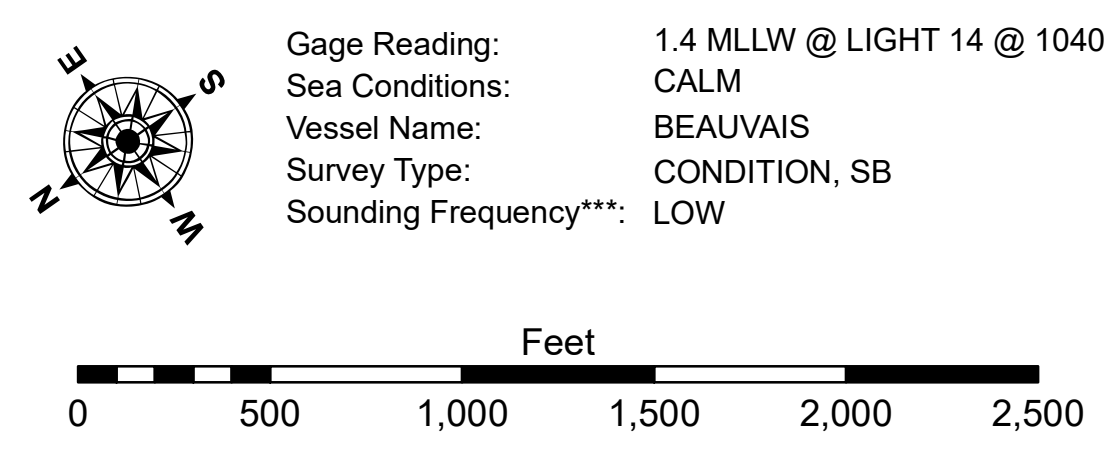 E
S
N
W
Gage Reading: 1.4 MLLW @ LIGHT 14 @ 1040
Sea Conditions: CALM
Vessel Name: BEAUVAIS
Survey Type: CONDITION, SB
Sounding Frequency***: LOW
Feet
0 500 1,000 1,500 2,000 2,500